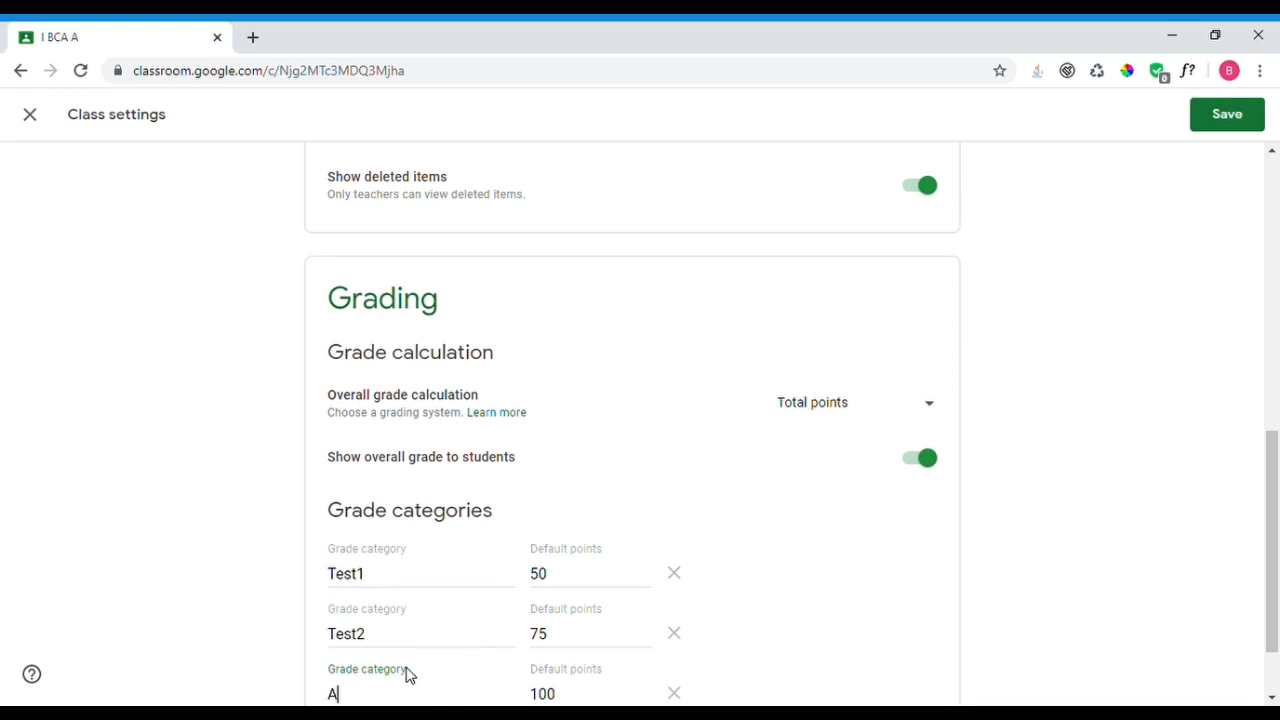 I BCA A
classroom.google.com/c/Njg2MTc3MDQ3Mjha
0
f?
B
Class settings
Save
Show deleted items
Only teachers can view deleted items.
Grading
Grade calculation
Overall grade calculation
Choose a grading system. Learn more
Total points
Show overall grade to students
Grade categories
Grade category Default points
Test1 50
Grade category Default points
Test2 75
Grade category Default points
A 100